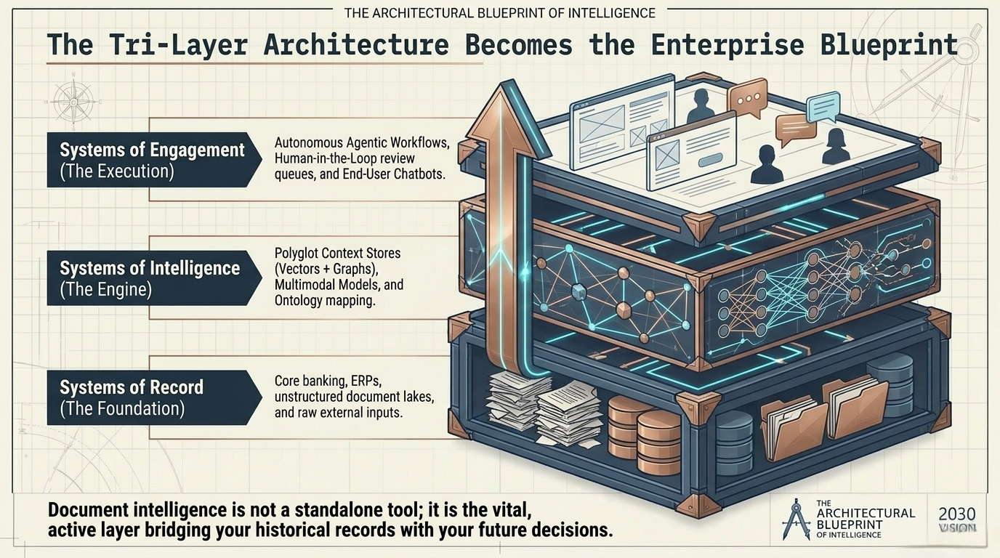 THE ARCHITECTURAL BLUEPRINT OF INTELLIGENCE
The Tri-Layer Architecture Becomes the Enterprise Blueprint
Systems of Engagement
(The Execution)
Autonomous Agentic Workflows,
Human-in-the-Loop review
queues, and End-User Chatbots.
Systems of Intelligence
(The Engine)
Polyglot Context Stores
(Vectors + Graphs),
Multimodal Models, and
Ontology mapping.
Systems of Record
(The Foundation)
Core banking, ERPs,
unstructured document lakes,
and raw external inputs.
Document intelligence is not a standalone tool; it is the vital,
active layer bridging your historical records with your future decisions.
THE
ARCHITECTURAL
BLUEPRINT
OF INTELLIGENCE
2030
VISION